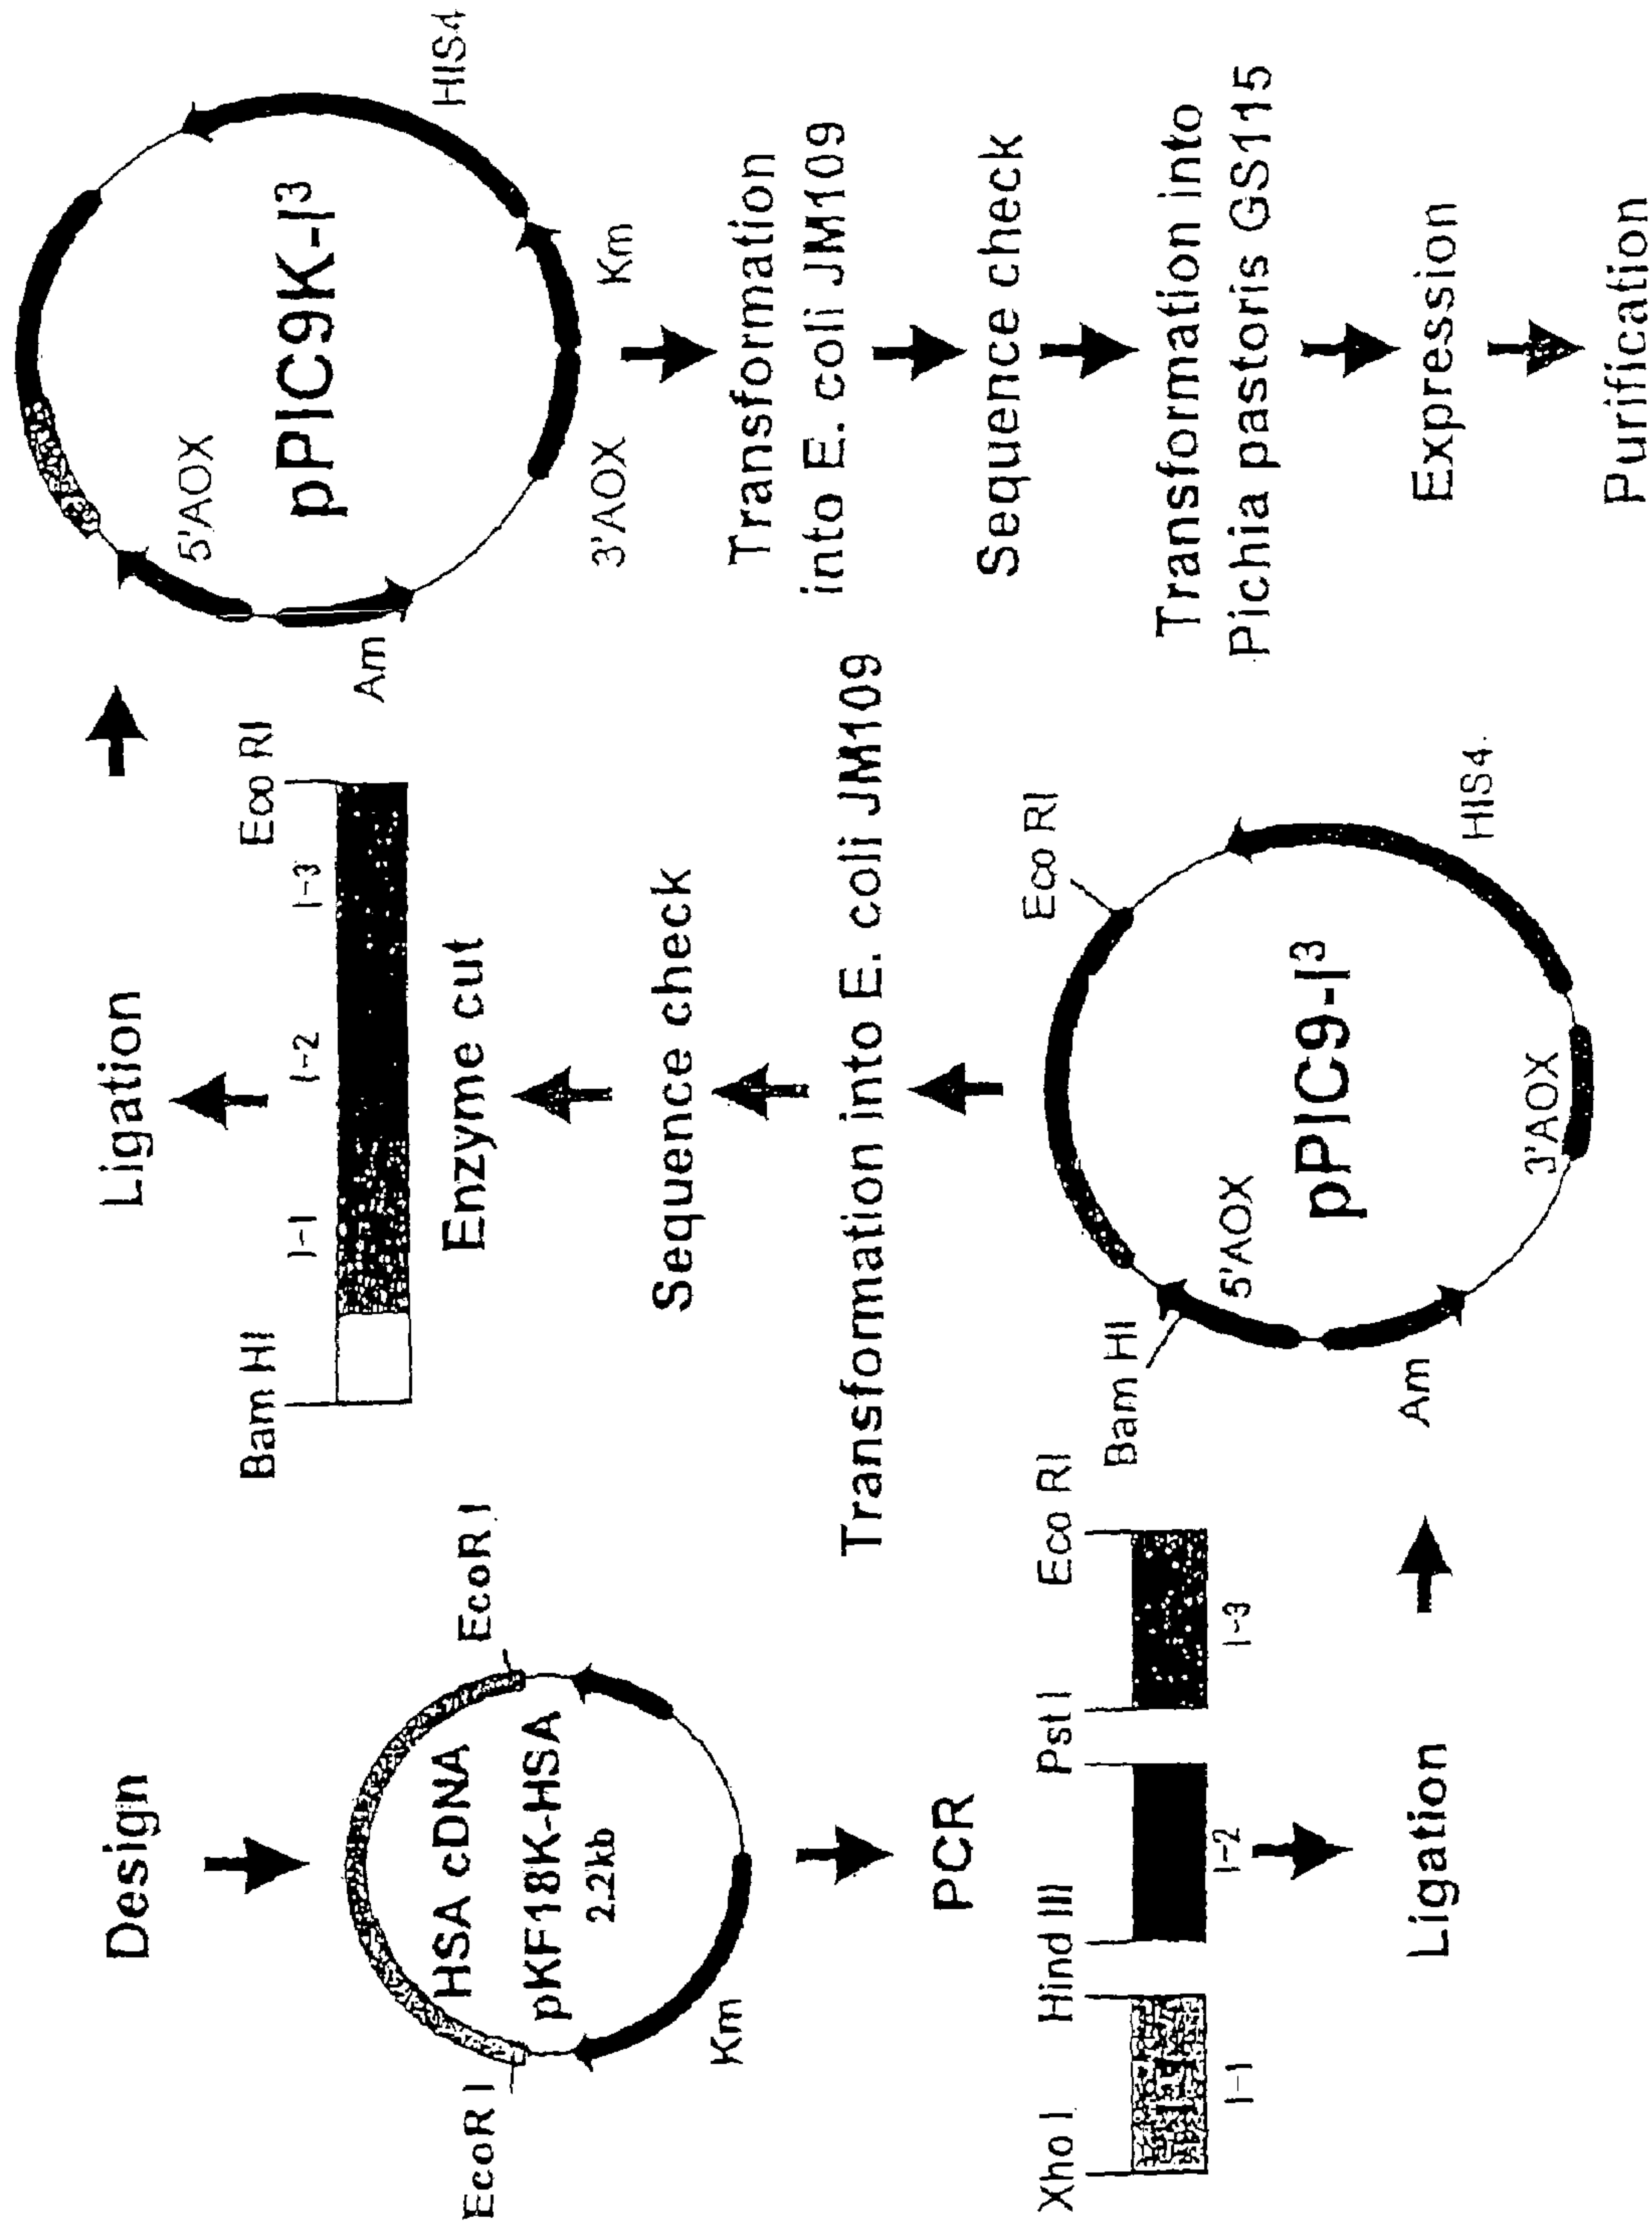 Design
HSA cDNA
pKF18K-HSA
2.2kb
EcoR I
EcoR I
Km
PCR
Xho I
Hind III
Pst I
Eco RI
I-1
I-2
I-3
Ligation
pPIC9-I³
Bam HI
Eco RI
5'AOX
3'AOX
HIS4
Am
Transformation into E. coli JM109
Sequence check
Enzyme cut
Bam HI
Eco RI
I-1
I-2
I-3
Ligation
pPIC9K-I³
5'AOX
3'AOX
HIS4
Km
Am
Transformation
into E. coli JM109
Sequence check
Transformation into
Pichia pastoris GS115
Expression
Purification